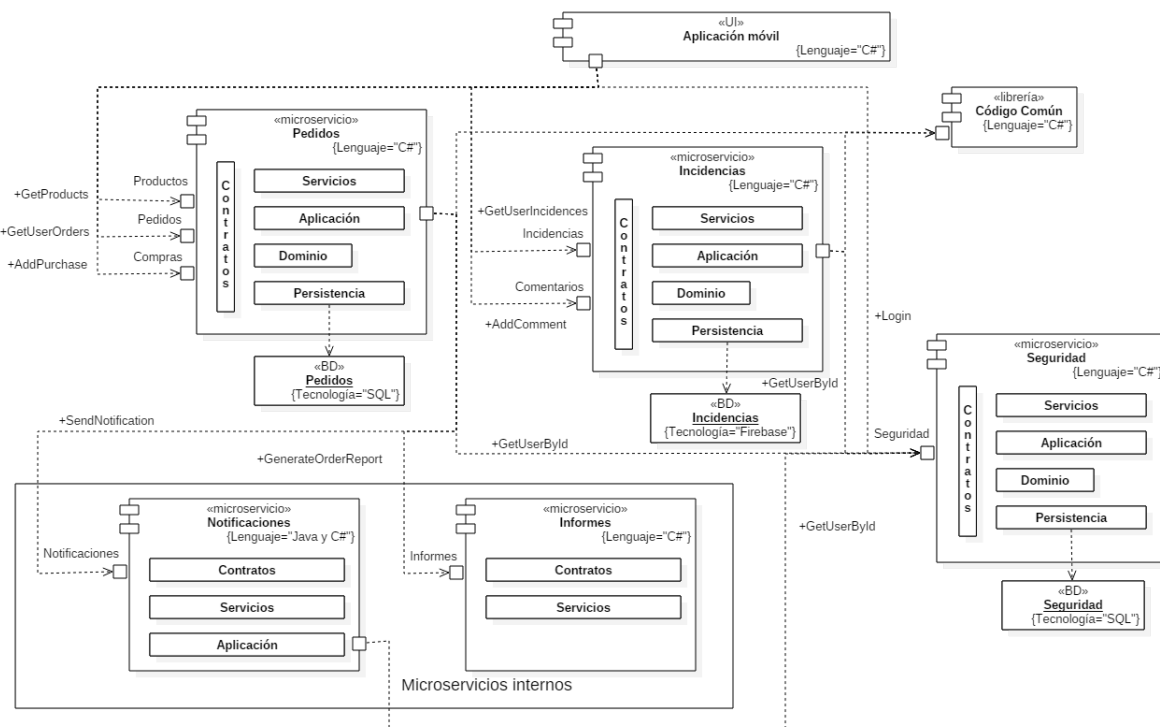 «UI»
Aplicación móvil
{Lenguaje="C#"}
«librería»
Código Común
{Lenguaje="C#"}
«microservicio»
Pedidos
{Lenguaje="C#"}
Contratos
Servicios
Aplicación
Dominio
Persistencia
Productos
+GetProducts
Pedidos
+GetUserOrders
Compras
+AddPurchase
«BD»
Pedidos
{Tecnología="SQL"}
«microservicio»
Incidencias
{Lenguaje="C#"}
Contratos
Servicios
Aplicación
Dominio
Persistencia
+GetUserIncidences
Incidencias
Comentarios
+AddComment
«BD»
Incidencias
{Tecnología="Firebase"}
+GetUserById
+Login
«microservicio»
Seguridad
{Lenguaje="C#"}
Contratos
Servicios
Aplicación
Dominio
Persistencia
Seguridad
«BD»
Seguridad
{Tecnología="SQL"}
+SendNotification
+GetUserById
+GenerateOrderReport
+GetUserById
«microservicio»
Notificaciones
{Lenguaje="Java y C#"}
Notificaciones
Contratos
Servicios
Aplicación
«microservicio»
Informes
{Lenguaje="C#"}
Informes
Contratos
Servicios
Microservicios internos